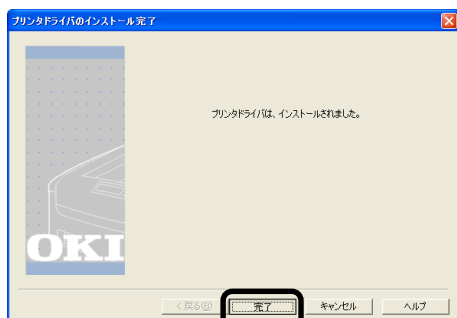 プリンタドライバのインストール完了
プリンタドライバは、インストールされました。
OKI
< 戻る(B)
完了
キャンセル
ヘルプ